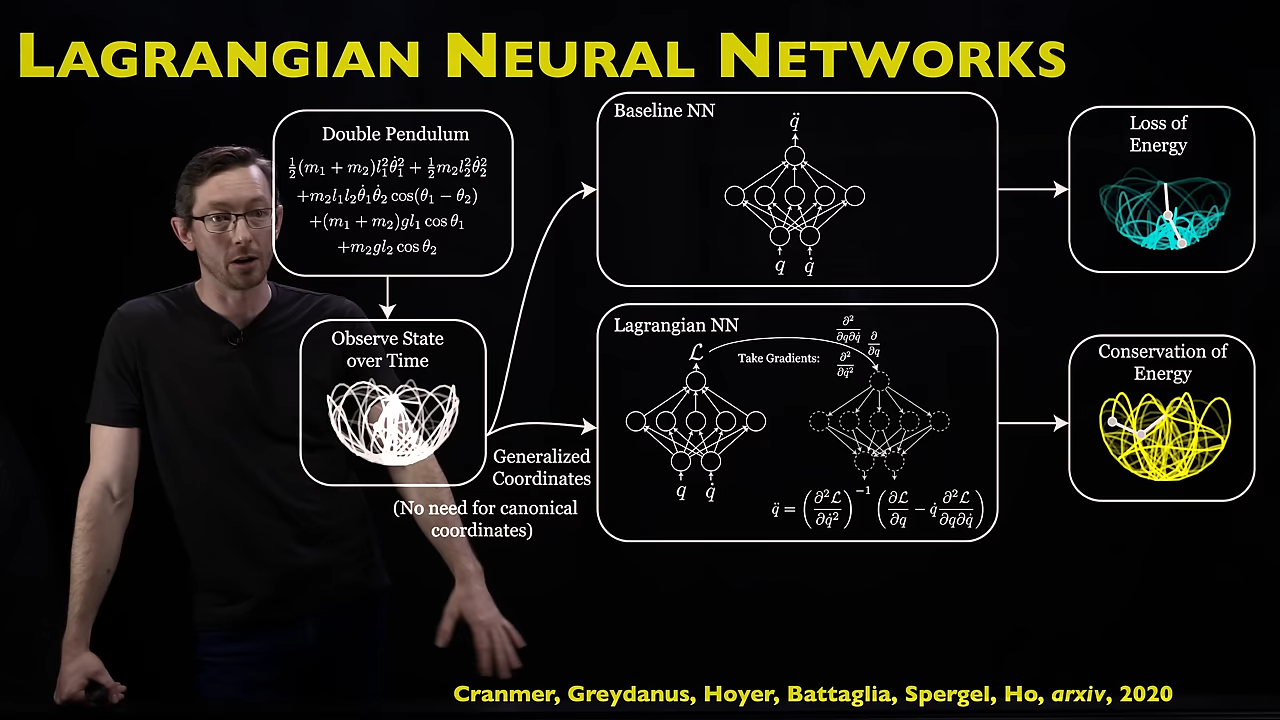 LAGRANGIAN NEURAL NETWORKS
Double Pendulum
½(m₁ + m₂)l₁²θ̇₁² + ½m₂l₂²θ̇₂²
+m₂l₁l₂θ̇₁θ̇₂ cos(θ₁ − θ₂)
+(m₁ + m₂)gl₁ cos θ₁
+m₂gl₂ cos θ₂
Observe State
over Time
Generalized
Coordinates
(No need for canonical
coordinates)
Baseline NN
q̈
q q̇
Loss of
Energy
Lagrangian NN
ℒ
Take Gradients:
∂²/∂q∂q̇ ∂/∂q
∂²/∂q̇²
q q̇
q̈ = (∂²ℒ/∂q̇²)⁻¹ (∂ℒ/∂q − q̇ ∂²ℒ/∂q∂q̇)
Conservation of
Energy
Cranmer, Greydanus, Hoyer, Battaglia, Spergel, Ho, arxiv, 2020